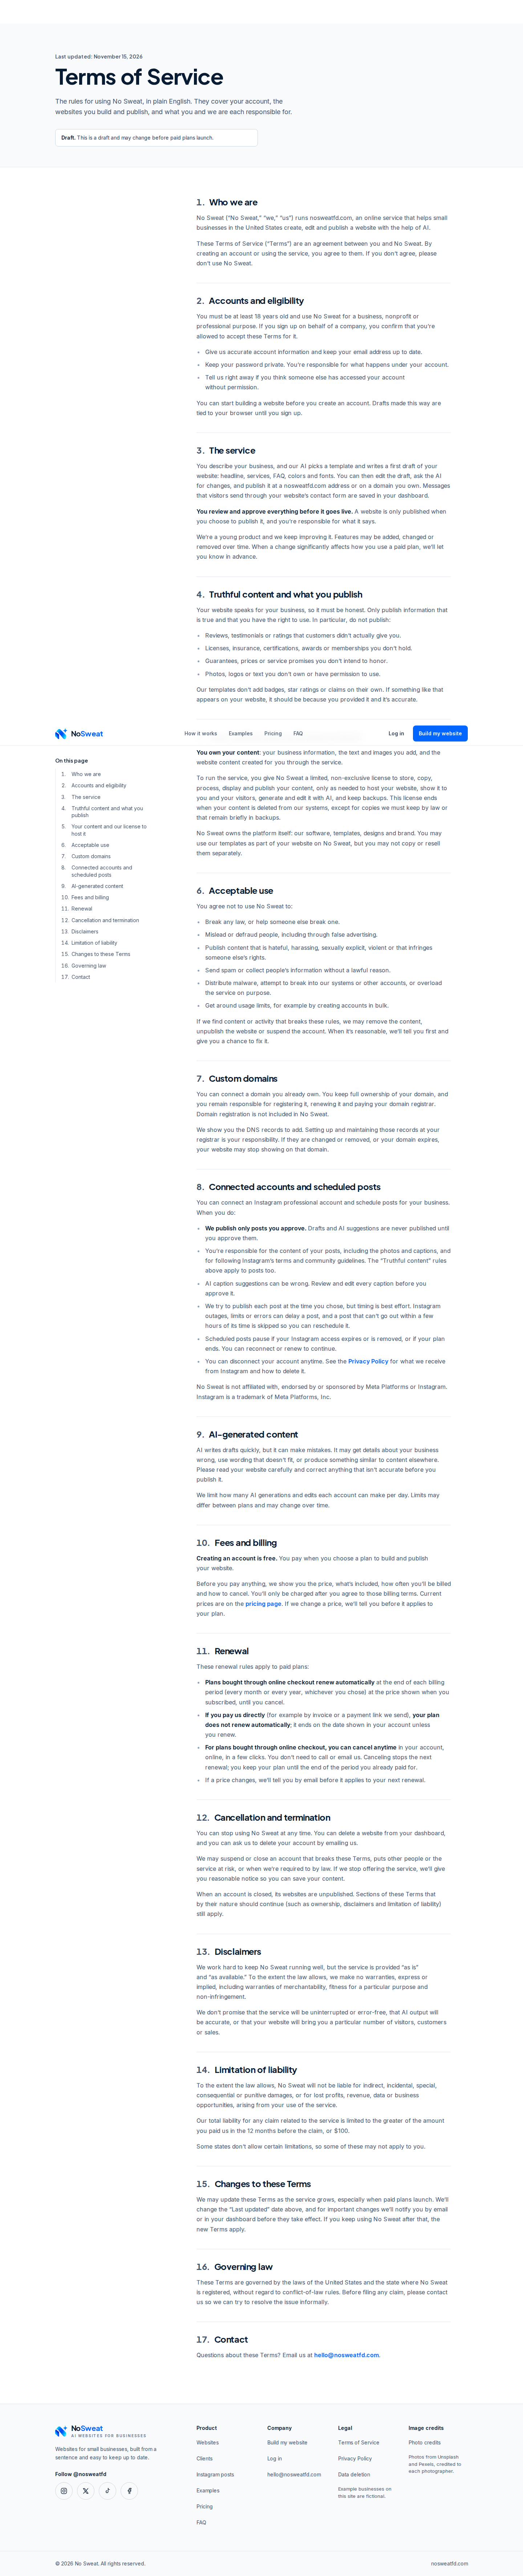 Last updated: November 15, 2026
Terms of Service
The rules for using No Sweat, in plain English. They cover your account, the
websites you build and publish, and what you and we are each responsible for.
Draft. This is a draft and may change before paid plans launch.
1. Who we are
No Sweat (“No Sweat,” “we,” “us”) runs nosweatfd.com, an online service that helps small
businesses in the United States create, edit and publish a website with the help of AI.
These Terms of Service (“Terms”) are an agreement between you and No Sweat. By
creating an account or using the service, you agree to them. If you don’t agree, please
don’t use No Sweat.
2. Accounts and eligibility
You must be at least 18 years old and use No Sweat for a business, nonprofit or
professional purpose. If you sign up on behalf of a company, you confirm that you’re
allowed to accept these Terms for it.
• Give us accurate account information and keep your email address up to date.
• Keep your password private. You’re responsible for what happens under your account.
• Tell us right away if you think someone else has accessed your account
without permission.
You can start building a website before you create an account. Drafts made this way are
tied to your browser until you sign up.
3. The service
You describe your business, and our AI picks a template and writes a first draft of your
website: headline, services, FAQ, colors and fonts. You can then edit the draft, ask the AI
for changes, and publish it at a nosweatfd.com address or on a domain you own. Messages
that visitors send through your website’s contact form are saved in your dashboard.
You review and approve everything before it goes live. A website is only published when
you choose to publish it, and you’re responsible for what it says.
We’re a young product and we keep improving it. Features may be added, changed or
removed over time. When a change significantly affects how you use a paid plan, we’ll let
you know in advance.
4. Truthful content and what you publish
Your website speaks for your business, so it must be honest. Only publish information that
is true and that you have the right to use. In particular, do not publish:
• Reviews, testimonials or ratings that customers didn’t actually give you.
• Licenses, insurance, certifications, awards or memberships you don’t hold.
• Guarantees, prices or service promises you don’t intend to honor.
• Photos, logos or text you don’t own or have permission to use.
Our templates don’t add badges, star ratings or claims on their own. If something like that
appears in your website, it should be because you provided it and it’s accurate.
NoSweat
How it works
Examples
Pricing
FAQ
Log in
Build my website
On this page
1. Who we are
2. Accounts and eligibility
3. The service
4. Truthful content and what you
publish
5. Your content and our license to
host it
6. Acceptable use
7. Custom domains
8. Connected accounts and
scheduled posts
9. AI-generated content
10. Fees and billing
11. Renewal
12. Cancellation and termination
13. Disclaimers
14. Limitation of liability
15. Changes to these Terms
16. Governing law
17. Contact
You own your content: your business information, the text and images you add, and the
website content created for you through the service.
To run the service, you give No Sweat a limited, non-exclusive license to store, copy,
process, display and publish your content, only as needed to host your website, show it to
you and your visitors, generate and edit it with AI, and keep backups. This license ends
when your content is deleted from our systems, except for copies we must keep by law or
that remain briefly in backups.
No Sweat owns the platform itself: our software, templates, designs and brand. You may
use our templates as part of your website on No Sweat, but you may not copy or resell
them separately.
6. Acceptable use
You agree not to use No Sweat to:
• Break any law, or help someone else break one.
• Mislead or defraud people, including through false advertising.
• Publish content that is hateful, harassing, sexually explicit, violent or that infringes
someone else’s rights.
• Send spam or collect people’s information without a lawful reason.
• Distribute malware, attempt to break into our systems or other accounts, or overload
the service on purpose.
• Get around usage limits, for example by creating accounts in bulk.
If we find content or activity that breaks these rules, we may remove the content,
unpublish the website or suspend the account. When it’s reasonable, we’ll tell you first and
give you a chance to fix it.
7. Custom domains
You can connect a domain you already own. You keep full ownership of your domain, and
you remain responsible for registering it, renewing it and paying your domain registrar.
Domain registration is not included in No Sweat.
We show you the DNS records to add. Setting up and maintaining those records at your
registrar is your responsibility. If they are changed or removed, or your domain expires,
your website may stop showing on that domain.
8. Connected accounts and scheduled posts
You can connect an Instagram professional account and schedule posts for your business.
When you do:
• We publish only posts you approve. Drafts and AI suggestions are never published until
you approve them.
• You’re responsible for the content of your posts, including the photos and captions, and
for following Instagram’s terms and community guidelines. The “Truthful content” rules
above apply to posts too.
• AI caption suggestions can be wrong. Review and edit every caption before you
approve it.
• We try to publish each post at the time you chose, but timing is best effort. Instagram
outages, limits or errors can delay a post, and a post that can’t go out within a few
hours of its time is skipped so you can reschedule it.
• Scheduled posts pause if your Instagram access expires or is removed, or if your plan
ends. You can reconnect or renew to continue.
• You can disconnect your account anytime. See the Privacy Policy for what we receive
from Instagram and how to delete it.
No Sweat is not affiliated with, endorsed by or sponsored by Meta Platforms or Instagram.
Instagram is a trademark of Meta Platforms, Inc.
9. AI-generated content
AI writes drafts quickly, but it can make mistakes. It may get details about your business
wrong, use wording that doesn’t fit, or produce something similar to content elsewhere.
Please read your website carefully and correct anything that isn’t accurate before you
publish it.
We limit how many AI generations and edits each account can make per day. Limits may
differ between plans and may change over time.
10. Fees and billing
Creating an account is free. You pay when you choose a plan to build and publish
your website.
Before you pay anything, we show you the price, what’s included, how often you’ll be billed
and how to cancel. You’ll only be charged after you agree to those billing terms. Current
prices are on the pricing page. If we change a price, we’ll tell you before it applies to
your plan.
11. Renewal
These renewal rules apply to paid plans:
• Plans bought through online checkout renew automatically at the end of each billing
period (every month or every year, whichever you chose) at the price shown when you
subscribed, until you cancel.
• If you pay us directly (for example by invoice or a payment link we send), your plan
does not renew automatically; it ends on the date shown in your account unless
you renew.
• For plans bought through online checkout, you can cancel anytime in your account,
online, in a few clicks. You don’t need to call or email us. Canceling stops the next
renewal; you keep your plan until the end of the period you already paid for.
• If a price changes, we’ll tell you by email before it applies to your next renewal.
12. Cancellation and termination
You can stop using No Sweat at any time. You can delete a website from your dashboard,
and you can ask us to delete your account by emailing us.
We may suspend or close an account that breaks these Terms, puts other people or the
service at risk, or when we’re required to by law. If we stop offering the service, we’ll give
you reasonable notice so you can save your content.
When an account is closed, its websites are unpublished. Sections of these Terms that
by their nature should continue (such as ownership, disclaimers and limitation of liability)
still apply.
13. Disclaimers
We work hard to keep No Sweat running well, but the service is provided “as is”
and “as available.” To the extent the law allows, we make no warranties, express or
implied, including warranties of merchantability, fitness for a particular purpose and
non-infringement.
We don’t promise that the service will be uninterrupted or error-free, that AI output will
be accurate, or that your website will bring you a particular number of visitors, customers
or sales.
14. Limitation of liability
To the extent the law allows, No Sweat will not be liable for indirect, incidental, special,
consequential or punitive damages, or for lost profits, revenue, data or business
opportunities, arising from your use of the service.
Our total liability for any claim related to the service is limited to the greater of the amount
you paid us in the 12 months before the claim, or $100.
Some states don’t allow certain limitations, so some of these may not apply to you.
15. Changes to these Terms
We may update these Terms as the service grows, especially when paid plans launch. We’ll
change the “Last updated” date above, and for important changes we’ll notify you by email
or in your dashboard before they take effect. If you keep using No Sweat after that, the
new Terms apply.
16. Governing law
These Terms are governed by the laws of the United States and the state where No Sweat
is registered, without regard to conflict-of-law rules. Before filing any claim, please contact
us so we can try to resolve the issue informally.
17. Contact
Questions about these Terms? Email us at hello@nosweatfd.com.
NoSweat
AI WEBSITES FOR BUSINESSES
Websites for small businesses, built from a
sentence and easy to keep up to date.
Follow @nosweatfd
Product
Websites
Clients
Instagram posts
Examples
Pricing
FAQ
Company
Build my website
Log in
hello@nosweatfd.com
Legal
Terms of Service
Privacy Policy
Data deletion
Example businesses on
this site are fictional.
Image credits
Photo credits
Photos from Unsplash
and Pexels, credited to
each photographer.
© 2026 No Sweat. All rights reserved.
nosweatfd.com